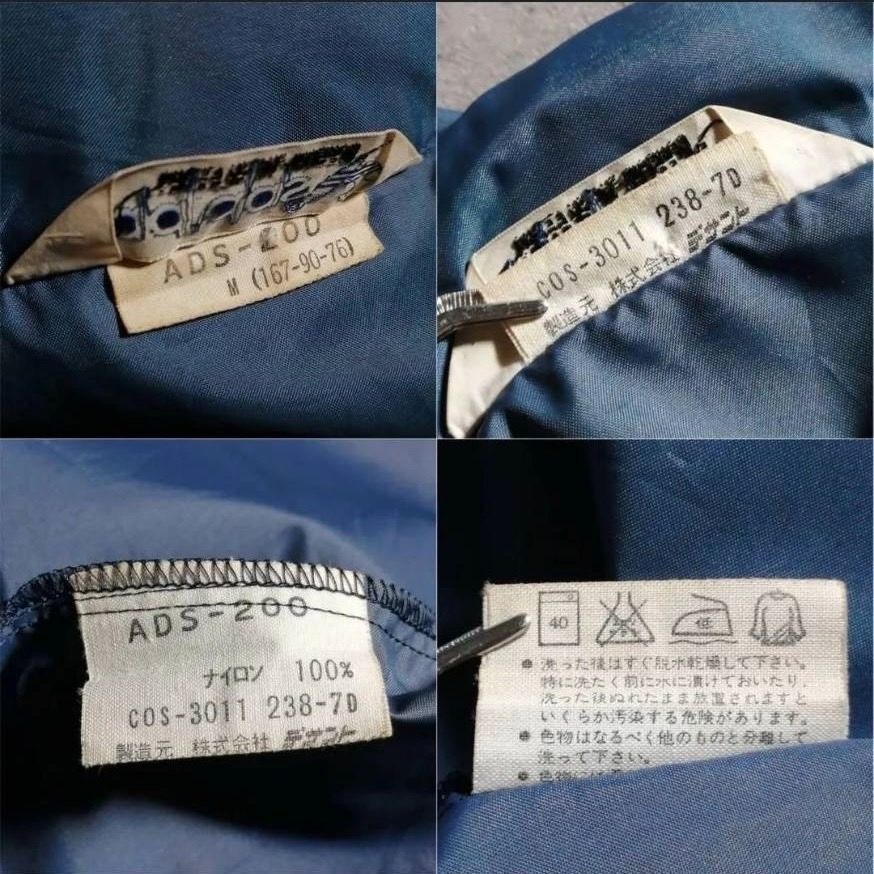 adidas
ADS-200
M (167-90-76)
COS-3011 238-7D
製造元 株式会社 デサント
ADS-200
ナイロン 100%
COS-3011 238-7D
製造元 株式会社 デサント
40
低
● 洗った後はすぐ脱水乾燥して下さい。
特に洗たく前に水に漬けておいたり、
洗った後ぬれたまま放置されますと
いくらか汚染する危険があります。
● 色物はなるべく他のものと分離して
洗って下さい。
● 色物には